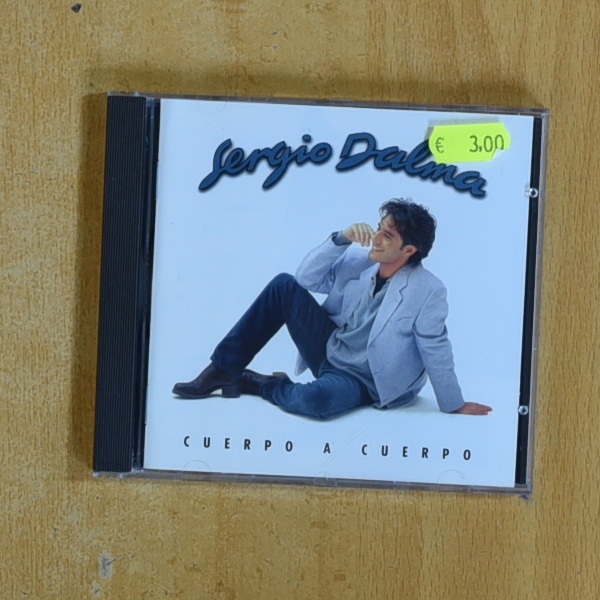 Sergio Dalma
€ 3,00
CUERPO A CUERPO